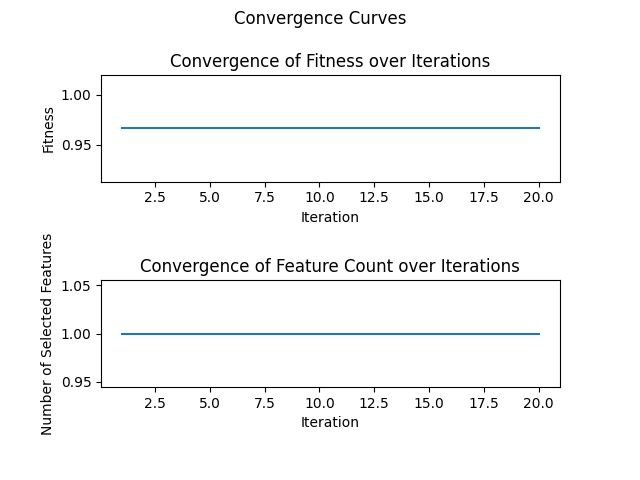 Convergence Curves
Convergence of Fitness over Iterations
Fitness
1.00
0.95
2.5 5.0 7.5 10.0 12.5 15.0 17.5 20.0
Iteration
Convergence of Feature Count over Iterations
Number of Selected Features
1.05
1.00
0.95
2.5 5.0 7.5 10.0 12.5 15.0 17.5 20.0
Iteration